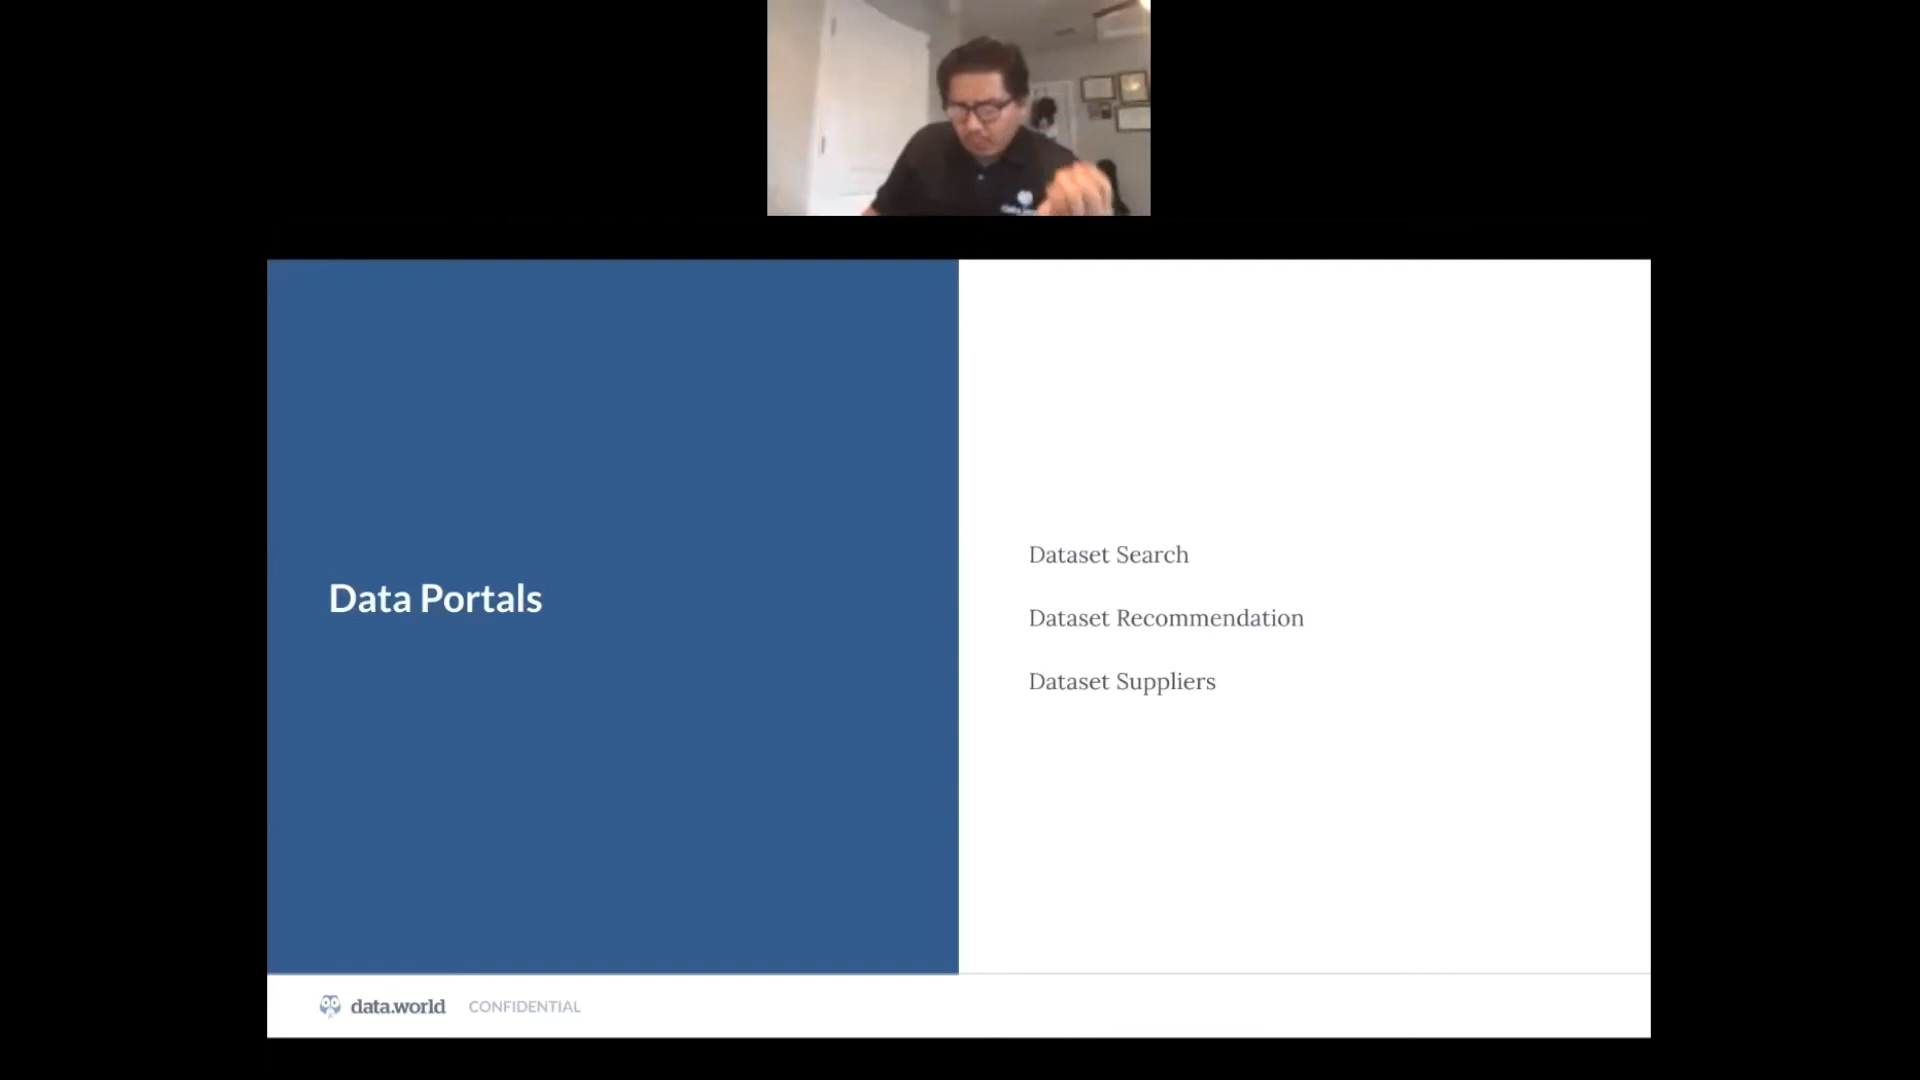 Data Portals
Dataset Search
Dataset Recommendation
Dataset Suppliers
data.world CONFIDENTIAL